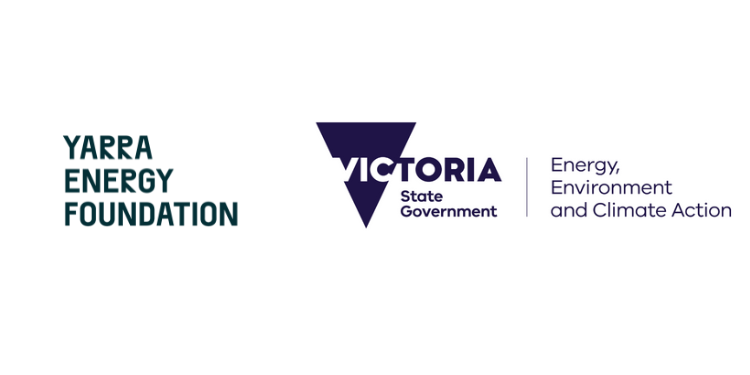 YARRA
ENERGY
FOUNDATION
VICTORIA
State
Government
Energy,
Environment
and Climate Action